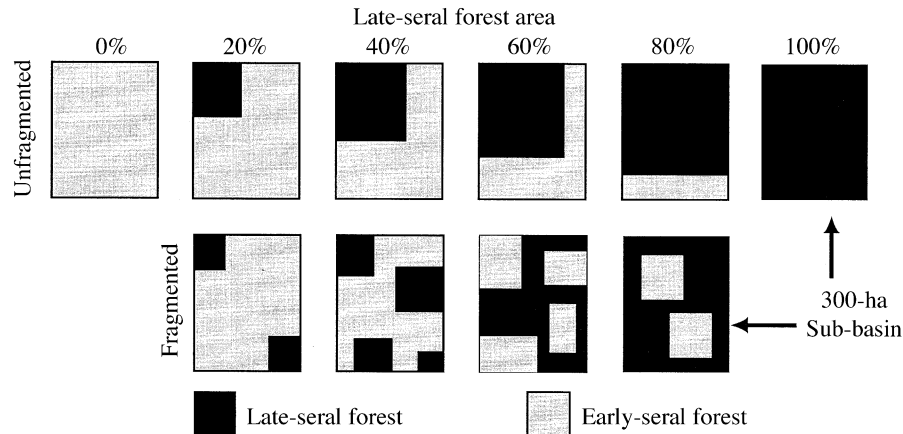 Late-seral forest area
0% 20% 40% 60% 80% 100%
Unfragmented
Fragmented
300-ha
Sub-basin
Late-seral forest
Early-seral forest